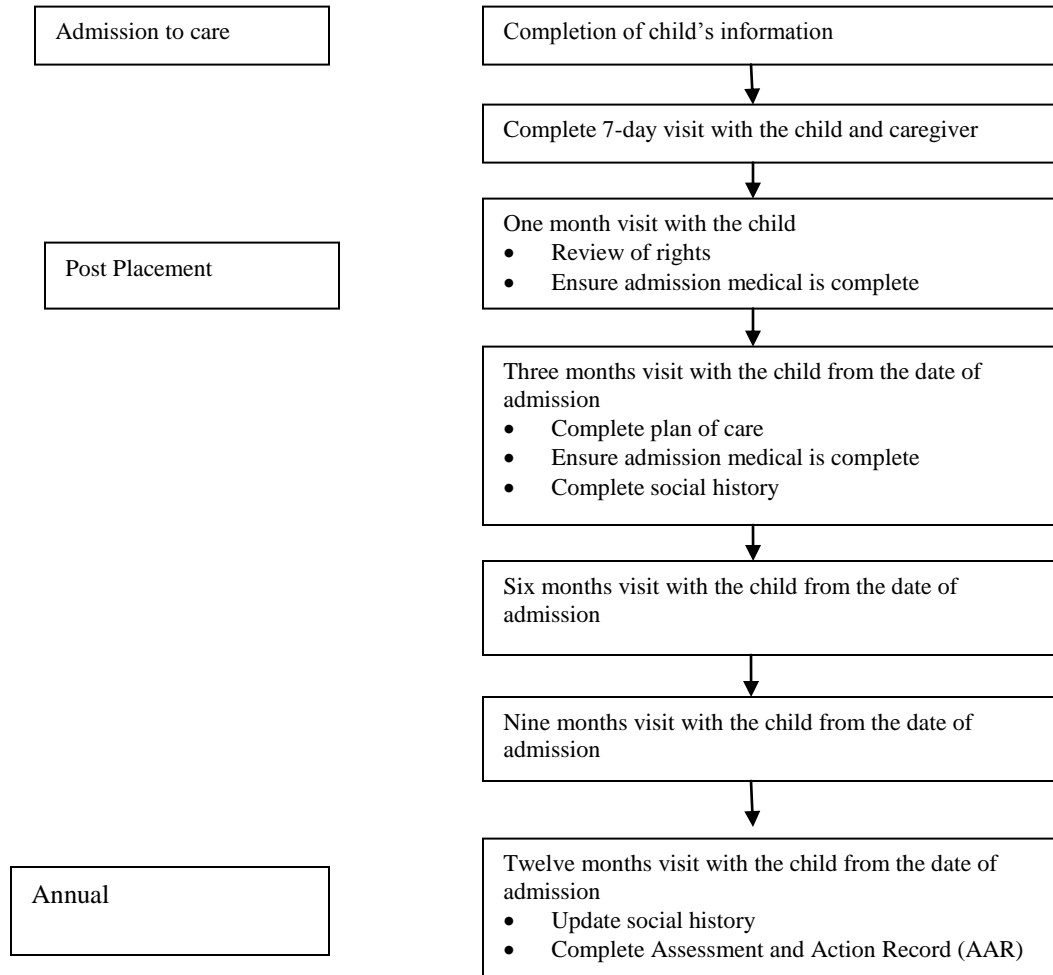 Admission to care
Completion of child’s information
Complete 7-day visit with the child and caregiver
One month visit with the child
• Review of rights
• Ensure admission medical is complete
Post Placement
Three months visit with the child from the date of
admission
• Complete plan of care
• Ensure admission medical is complete
• Complete social history
Six months visit with the child from the date of
admission
Nine months visit with the child from the date of
admission
Twelve months visit with the child from the date of
admission
• Update social history
• Complete Assessment and Action Record (AAR)
Annual